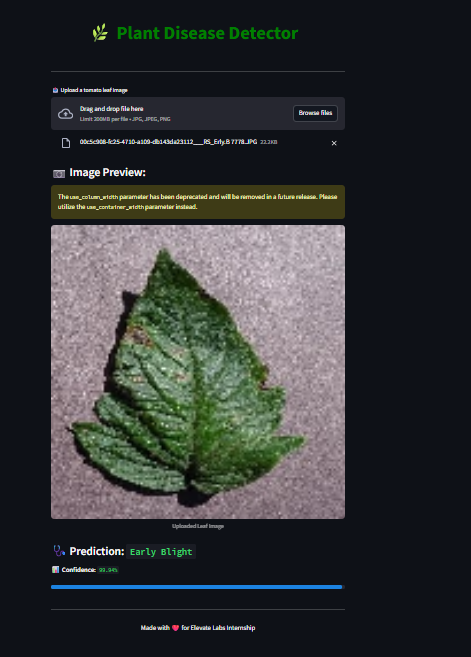 Plant Disease Detector
Upload a tomato leaf image
Drag and drop file here
Limit 200MB per file • JPG, JPEG, PNG
Browse files
00c5c908-fc25-4710-a109-db143da23112___RS_Erly.B 7778.JPG 22.2KB
Image Preview:
The use_column_width parameter has been deprecated and will be removed in a future release. Please
utilize the use_container_width parameter instead.
Uploaded Leaf Image
Prediction: Early Blight
Confidence: 99.94%
Made with ❤️ for Elevate Labs Internship